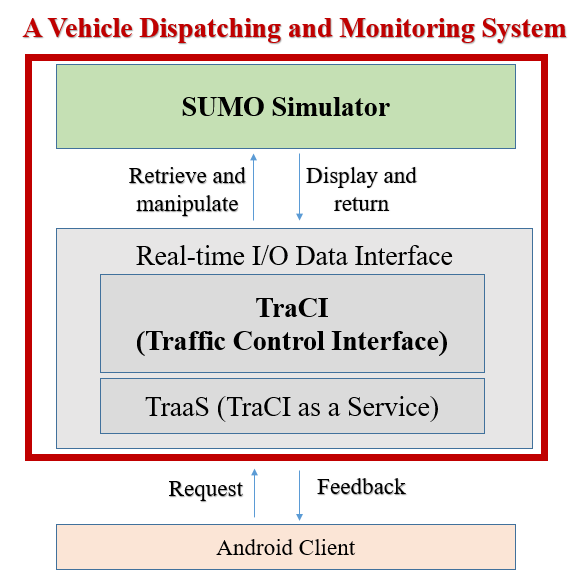 A Vehicle Dispatching and Monitoring System
SUMO Simulator
Retrieve and
manipulate
Display and
return
Real-time I/O Data Interface
TraCI
(Traffic Control Interface)
TraaS (TraCI as a Service)
Request
Feedback
Android Client